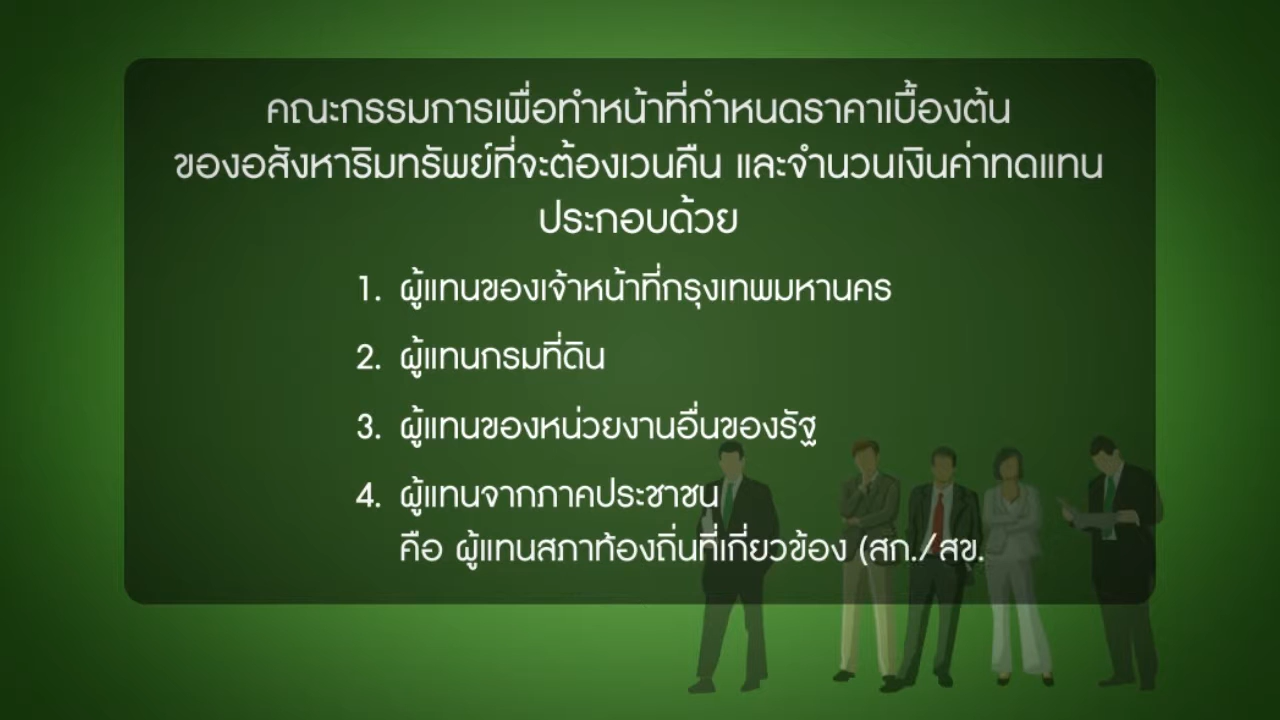 คณะกรรมการเพื่อทำหน้าที่กำหนดราคาเบื้องต้น
ของอสังหาริมทรัพย์ที่จะต้องเวนคืน และจำนวนเงินค่าทดแทน
ประกอบด้วย
1. ผู้แทนของเจ้าหน้าที่กรุงเทพมหานคร
2. ผู้แทนกรมที่ดิน
3. ผู้แทนของหน่วยงานอื่นของรัฐ
4. ผู้แทนจากภาคประชาชน
คือ ผู้แทนสภาท้องถิ่นที่เกี่ยวข้อง (สก./สข.